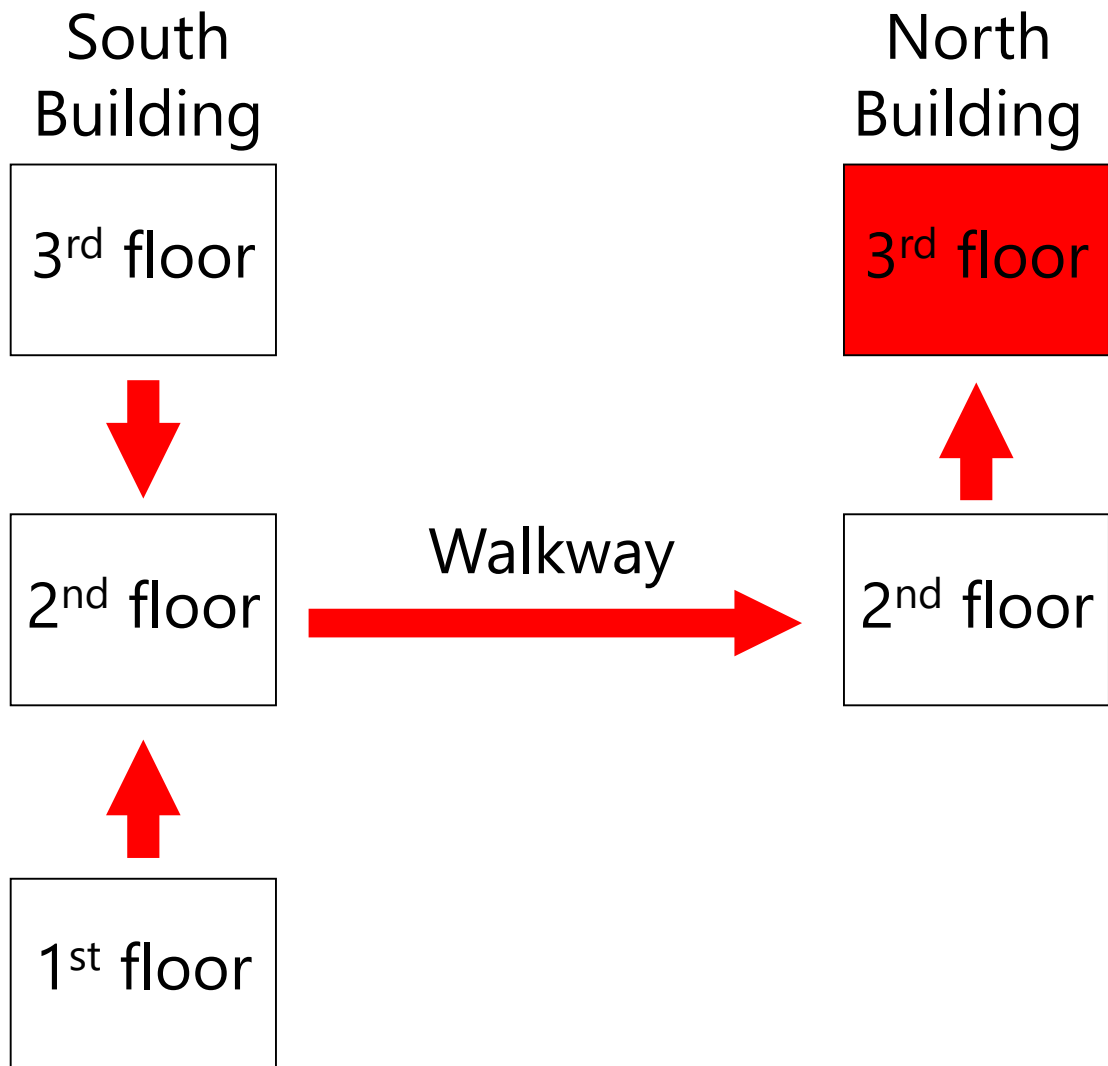 South
Building
North
Building
3rd floor
3rd floor
2nd floor
Walkway
2nd floor
1st floor